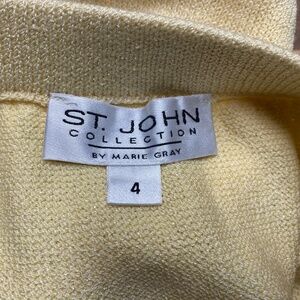 ST. JOHN
COLLECTION
BY MARIE GRAY
4